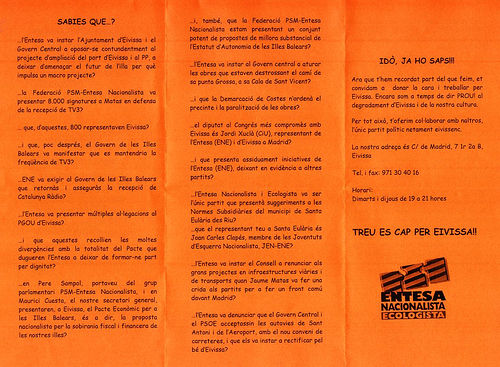 SABIES QUE...?
...l'Entesa va instar l'Ajuntament d'Eivissa i el
Govern Central a oposar-se contundentment al
projecte d'ampliació del port d'Eivissa i al PP, a
deixar d'amenaçar el futur de l'illa per què
impulsa un macro projecte?
...la Federació PSM-Entesa Nacionalista va
presentar 8.000 signatures a Matas en defensa
de la recepció de TV3?
... que, d'aquestes, 800 representaven Eivissa?
...i que, poc després, el Govern de les Illes
Balears va manifestar que es mantendria la
freqüència de TV3?
...ENE va exigir al Govern de les Illes Balears
que retornás i assegurás la recepció de
Catalunya Ràdio?
...l'Entesa va presentar múltiples al·legacions al
PGOU d'Eivissa?
...i que aquestes recollien les moltes
divergències amb la totalitat del Pacte que
dugueren l'Entesa a deixar de formar-ne part
per dignitat?
...en Pere Sampol, portaveu del grup
parlamentari PSM-Entesa Nacionalista, i en
Maurici Cuesta, el nostre secretari general,
presentaren, a Eivissa, el Pacte Econòmic per a
les Illes Balears, és a dir, la proposta
nacionalista per la sobirania fiscal i financera de
les nostres illes?
...i, també, que la Federació PSM-Entesa
Nacionalista estam presentant un conjunt
potent de propostes de millora substancial de
l'Estatut d'Autonomia de les Illes Balears?
...l'Entesa va instar al Govern central a aturar
les obres que estaven destrossant el camí de
sa punta Grossa, a sa Cala de Sant Vicent?
...i que la Demarcació de Costes n'ordenà el
precinte i la paralització de les obres?
...el diputat al Congrés més compromès amb
Eivissa és Jordi Xuclà (CiU), representant de
l'Entesa (ENE) i d'Eivissa a Madrid?
...i que presenta assíduament iniciatives de
l'Entesa (ENE), deixant en evidència a altres
partits?
...l'Entesa Nacionalista i Ecologista va ser
l'únic partit que presentà suggeriments a les
Normes Subsidiàries del municipi de Santa
Eulària des Riu?
...que el representant teu a Santa Eulària és
Joan Carles Clapés, membre de les Joventuts
d'Esquerra Nacionalista, JEN-ENE?
...l'Entesa va instar el Consell a renunciar als
grans projectes en infraestructures viàries i
de transports quan Jaume Matas va fer una
crida als partits per a fer un front comú
davant Madrid?
...l'Entesa va denunciar que el Govern Central i
el PSOE acceptassin les autovies de Sant
Antoni i de l'Aeroport, amb el nou conveni de
carreteres, i que els va instar a rectificar pel
bé d'Eivissa?
IDÒ, JA HO SAPS!!!
Ara que t'hem recordat part del que feim, et
convidam a donar la cara i treballar per
Eivissa. Encara som a temps de dir PROU! al
degradament d'Eivissa i de la nostra cultura.
Per tot això, t'oferim col·laborar amb naltros,
l'únic partit polític netament eivissenc.
La nostra adreça és C/ de Madrid, 7 1r 2a B,
Eivissa
Tel. i fax: 971 30 40 16
Horari:
Dimarts i dijous de 19 a 21 hores
TREU ES CAP PER EIVISSA!!
ENTESA
NACIONALISTA
ECOLOGISTA